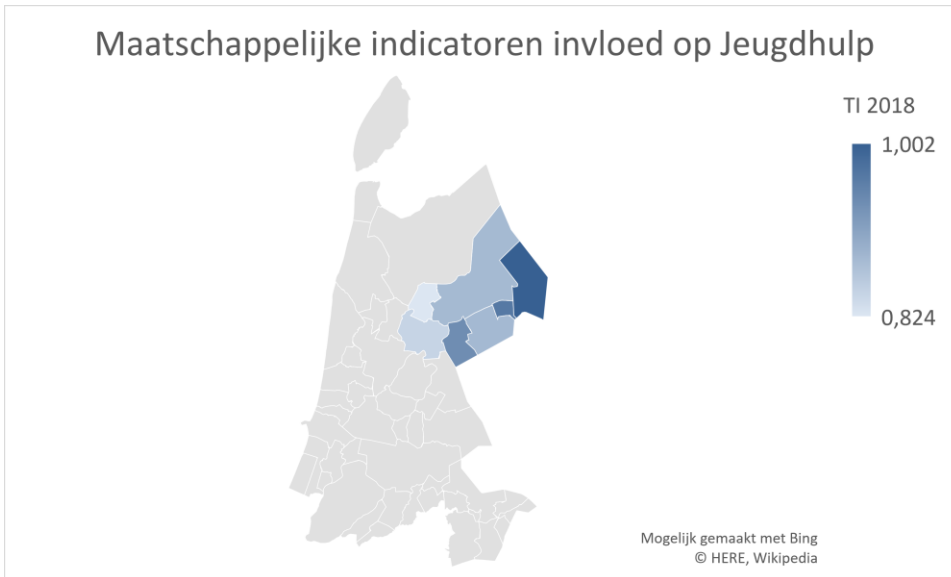 Maatschappelijke indicatoren invloed op Jeugdhulp
TI 2018
1,002
0,824
Mogelijk gemaakt met Bing
© HERE, Wikipedia